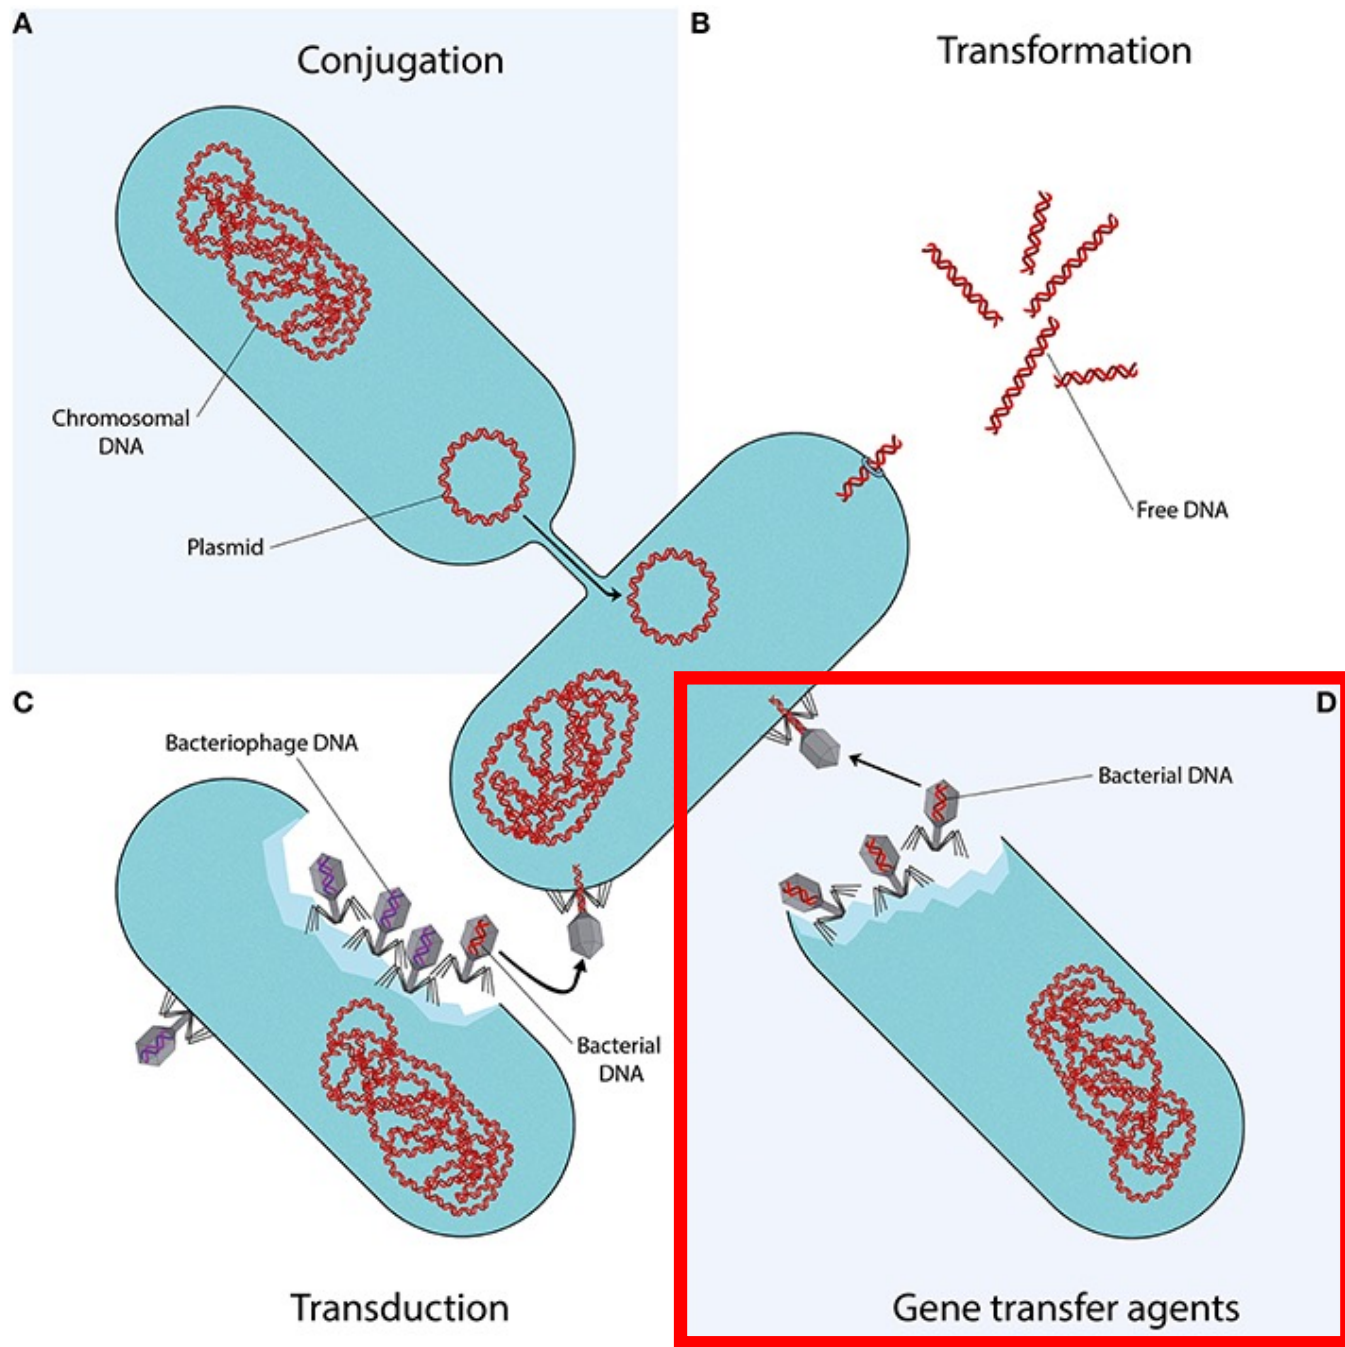 A
Conjugation
Chromosomal
DNA
Plasmid
B
Transformation
Free DNA
C
Bacteriophage DNA
Bacterial
DNA
Transduction
D
Bacterial DNA
Gene transfer agents